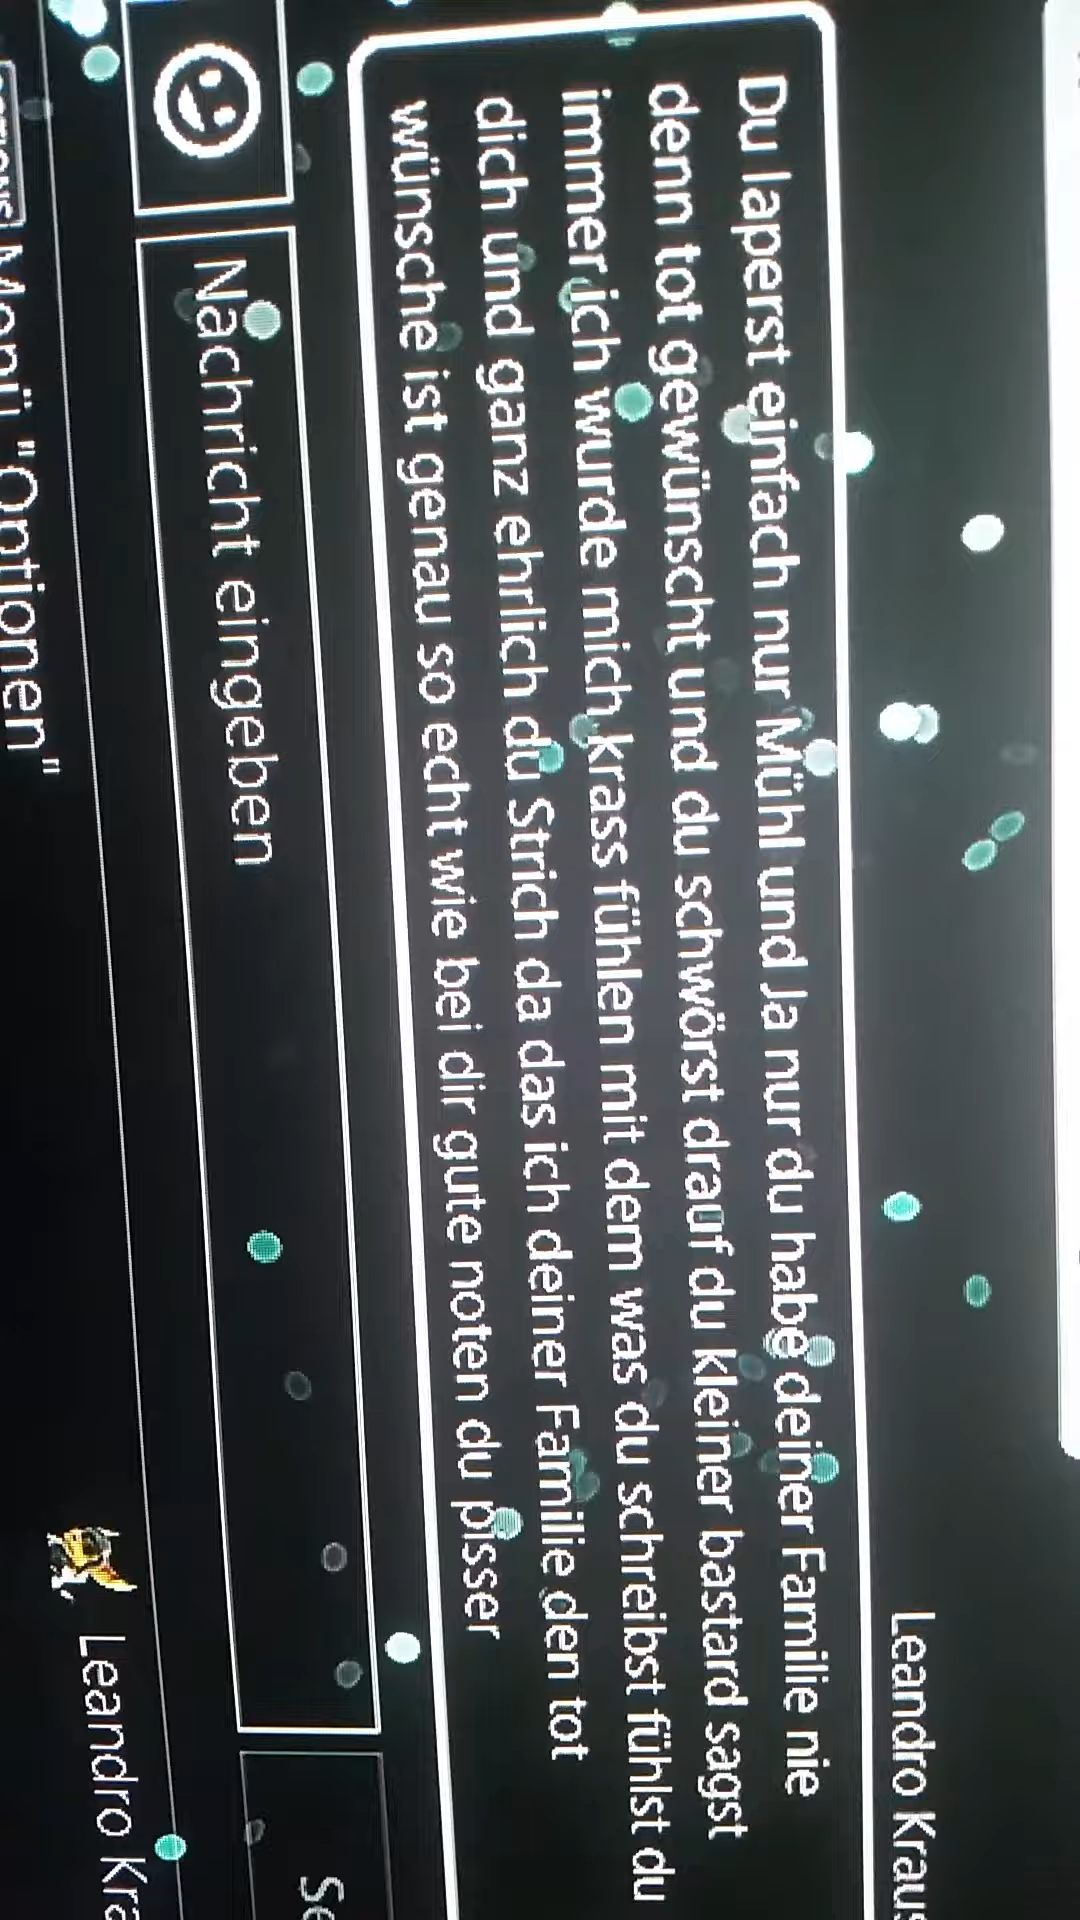 Leandro Kraus
Du laperst einfach nur Mühl und Ja nur du habe deiner Familie nie
denn tot gewünscht und du schwörst drauf du kleiner bastard sagst
immer ich wurde mich krass fühlen mit dem was du schreibst fühlst du
dich und ganz ehrlich du Strich da das ich deiner Familie den tot
wünsche ist genau so echt wie bei dir gute noten du pisser
Nachricht eingeben
Se
Leandro Kra
OPTIONS Menü "Optionen"